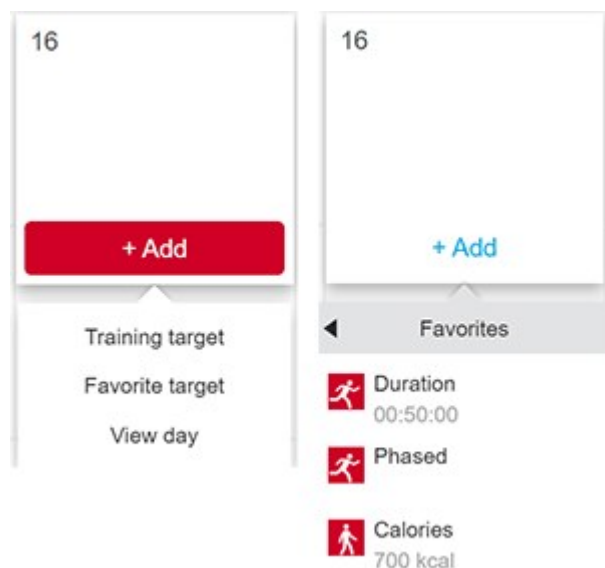 16
+ Add
Training target
Favorite target
View day
16
+ Add
Favorites
Duration
00:50:00
Phased
Calories
700 kcal